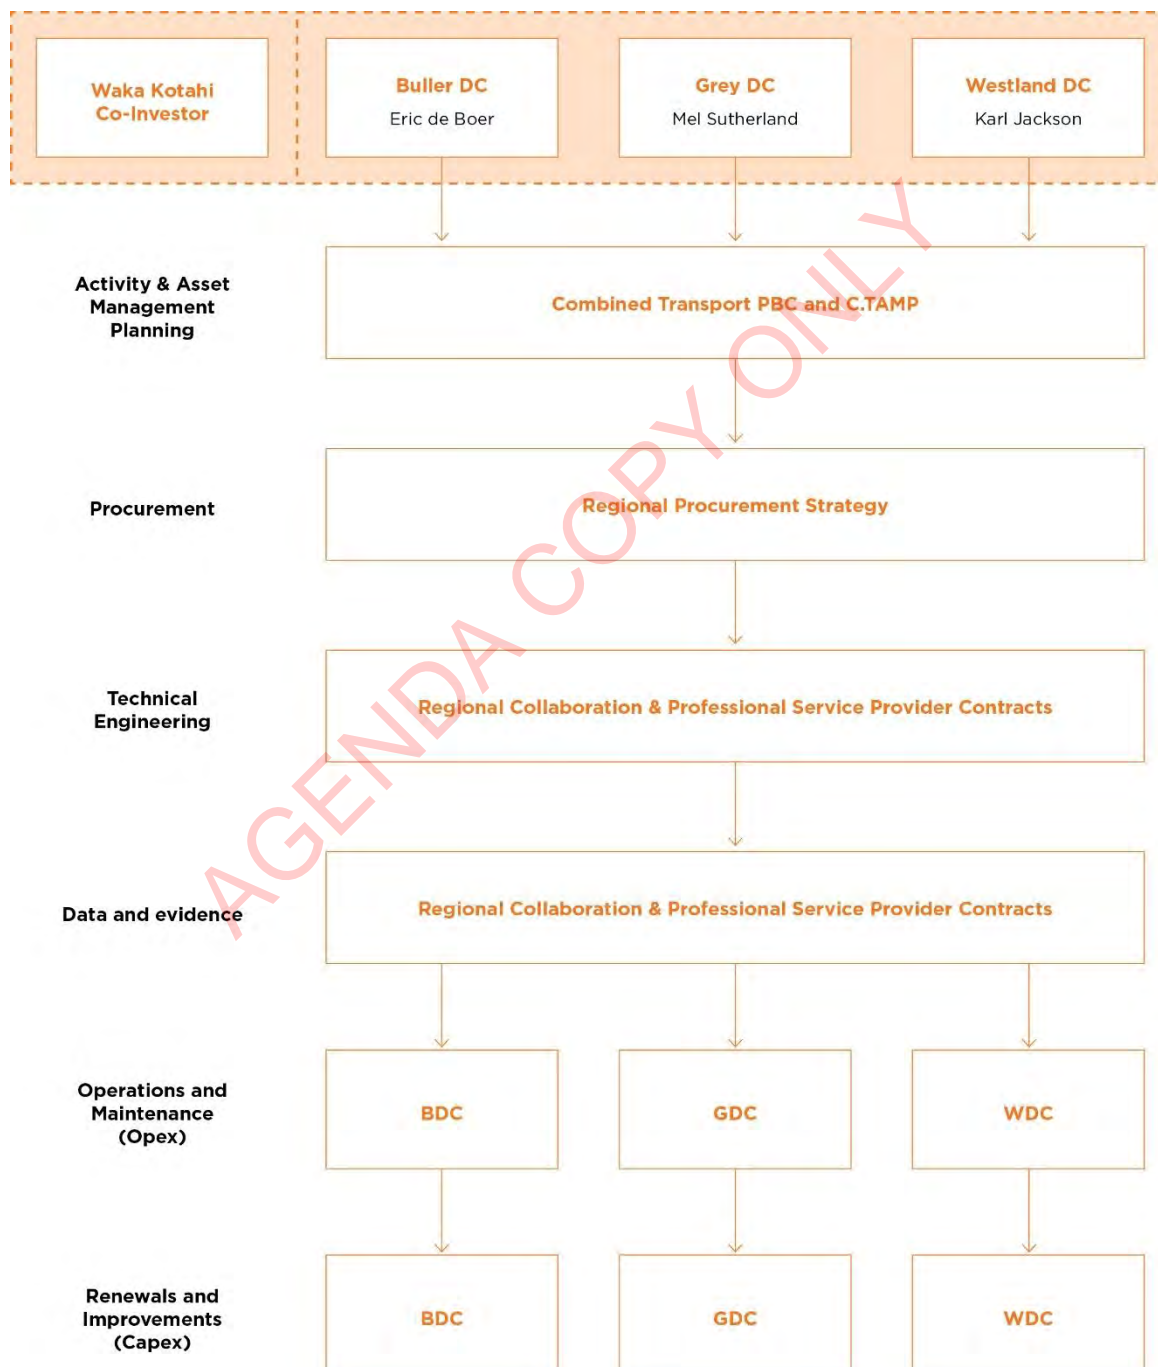 Waka Kotahi
Co-Investor
Buller DC
Eric de Boer
Grey DC
Mel Sutherland
Westland DC
Karl Jackson
Activity & Asset
Management
Planning
Combined Transport PBC and C.TAMP
Procurement
Regional Procurement Strategy
Technical
Engineering
Regional Collaboration & Professional Service Provider Contracts
Data and evidence
Regional Collaboration & Professional Service Provider Contracts
Operations and
Maintenance
(Opex)
BDC
GDC
WDC
Renewals and
Improvements
(Capex)
BDC
GDC
WDC
AGENDA COPY ONLY